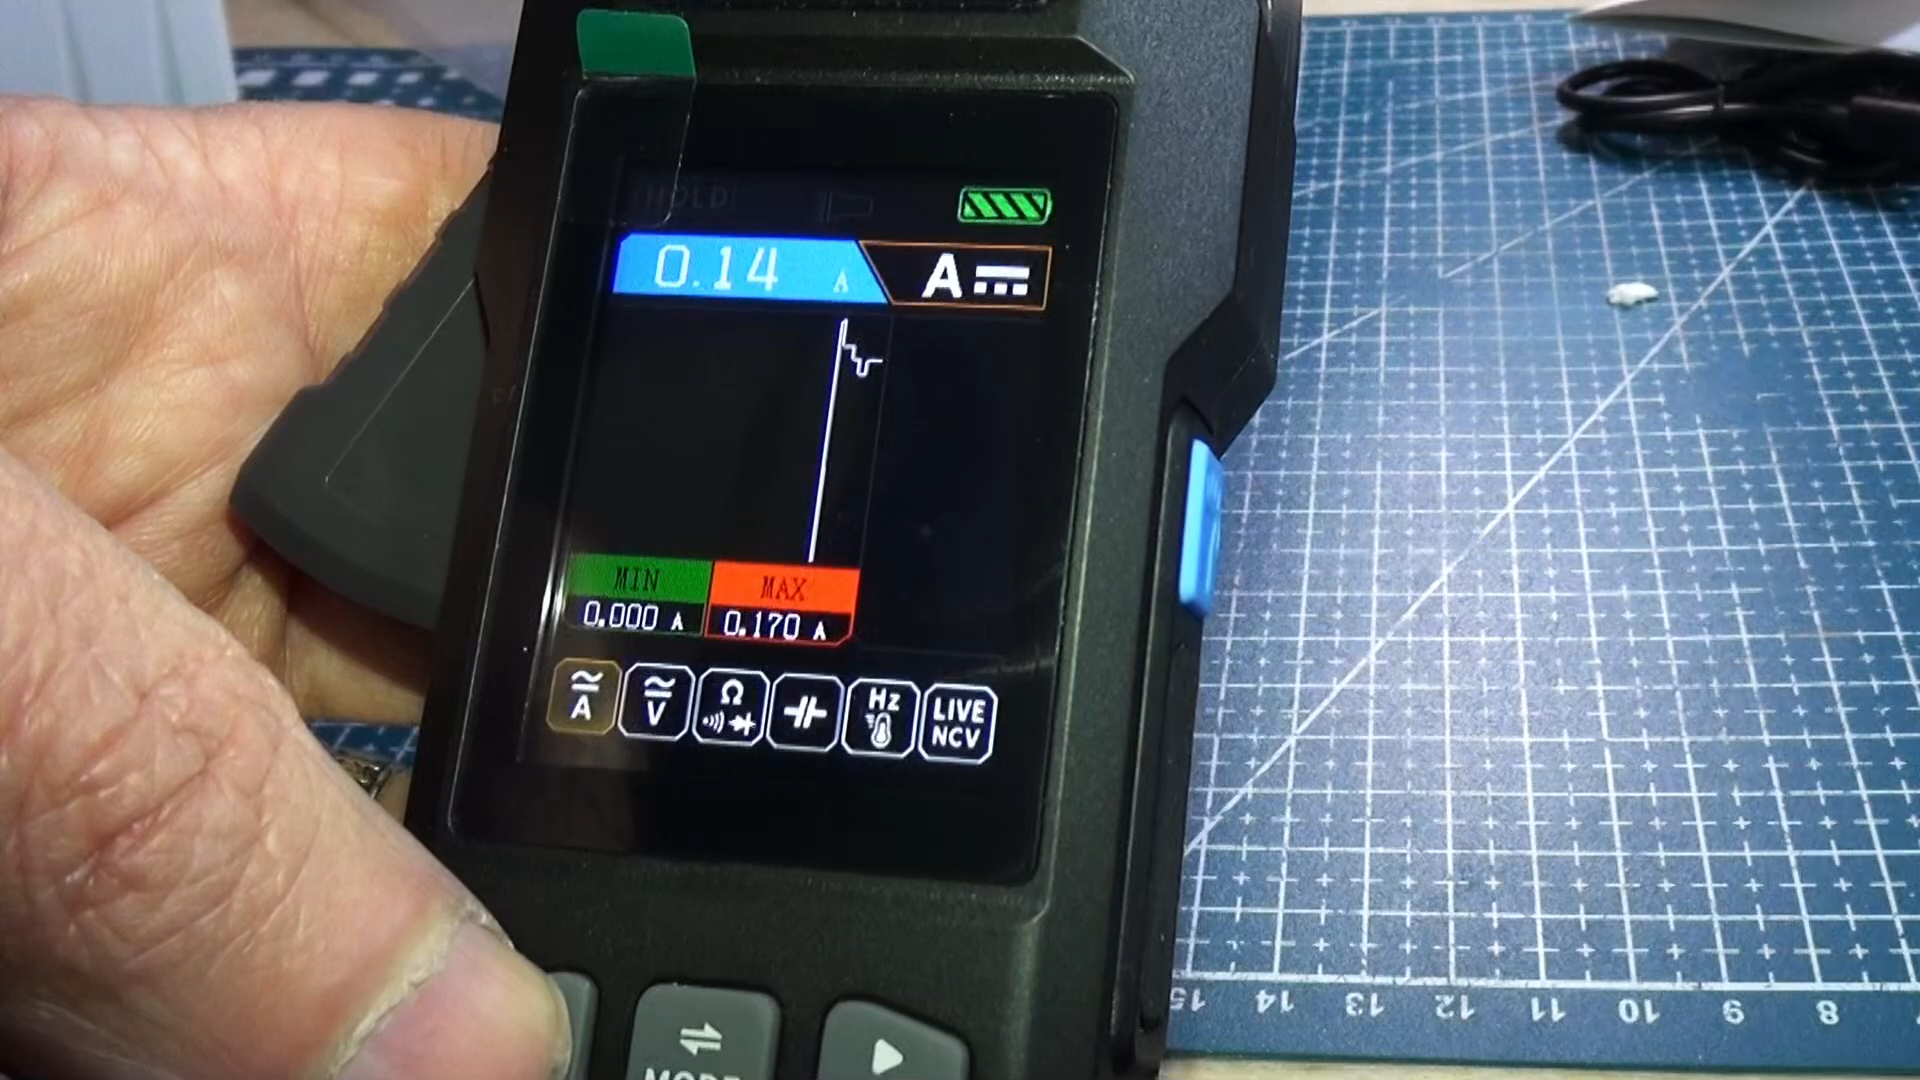 HOLD
0.14 A A
MIN MAX
0.000 A 0.170 A
A V Ω Hz LIVE NCV
MODE
15 14 13 12 11 10 9 8